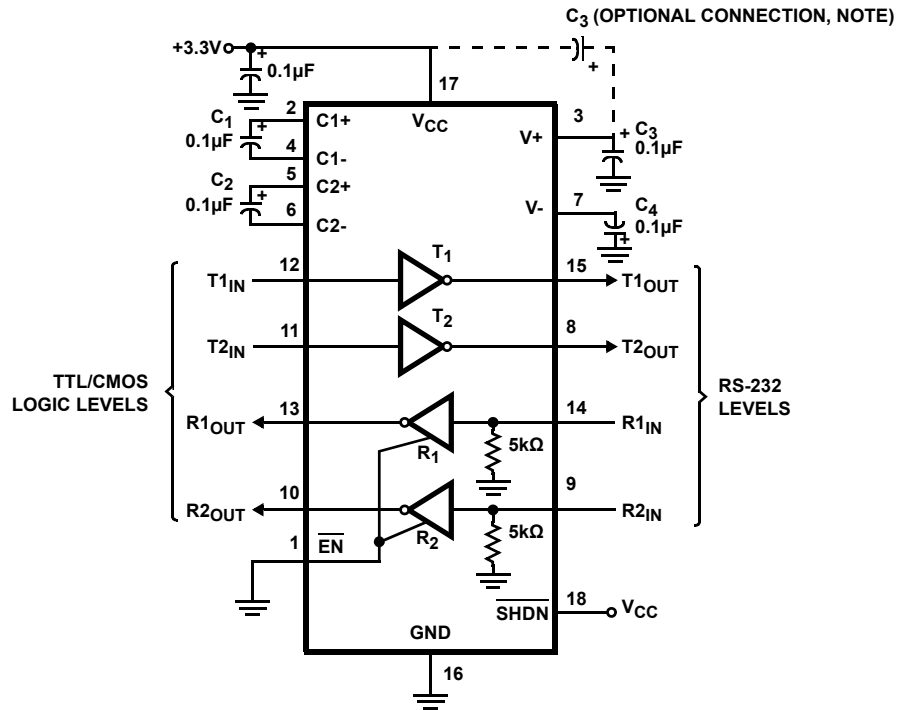 C3 (OPTIONAL CONNECTION, NOTE)
+3.3V
+
0.1µF
+
17
2
C1+
VCC
3
V+
C1
0.1µF
+
+
C3
0.1µF
4
C1-
5
C2+
C2
0.1µF
+
7
V-
C4
0.1µF
+
6
C2-
T1IN
12
T1
15
T1OUT
T2IN
11
T2
8
T2OUT
TTL/CMOS
LOGIC LEVELS
RS-232
LEVELS
R1OUT
13
R1
5kΩ
14
R1IN
R2OUT
10
R2
5kΩ
9
R2IN
1
EN
SHDN
18
VCC
GND
16